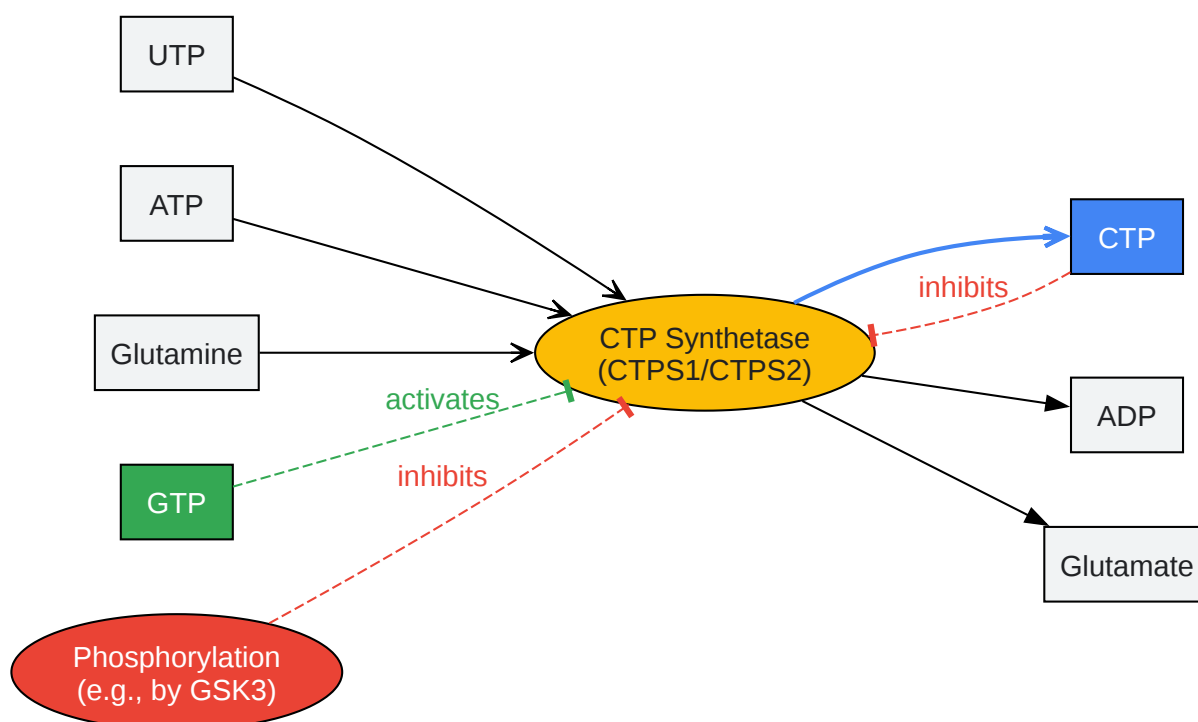 UTP
ATP
CTP
inhibits
CTP Synthetase
(CTPS1/CTPS2)
Glutamine
activates
ADP
inhibits
GTP
Glutamate
Phosphorylation
(e.g., by GSK3)